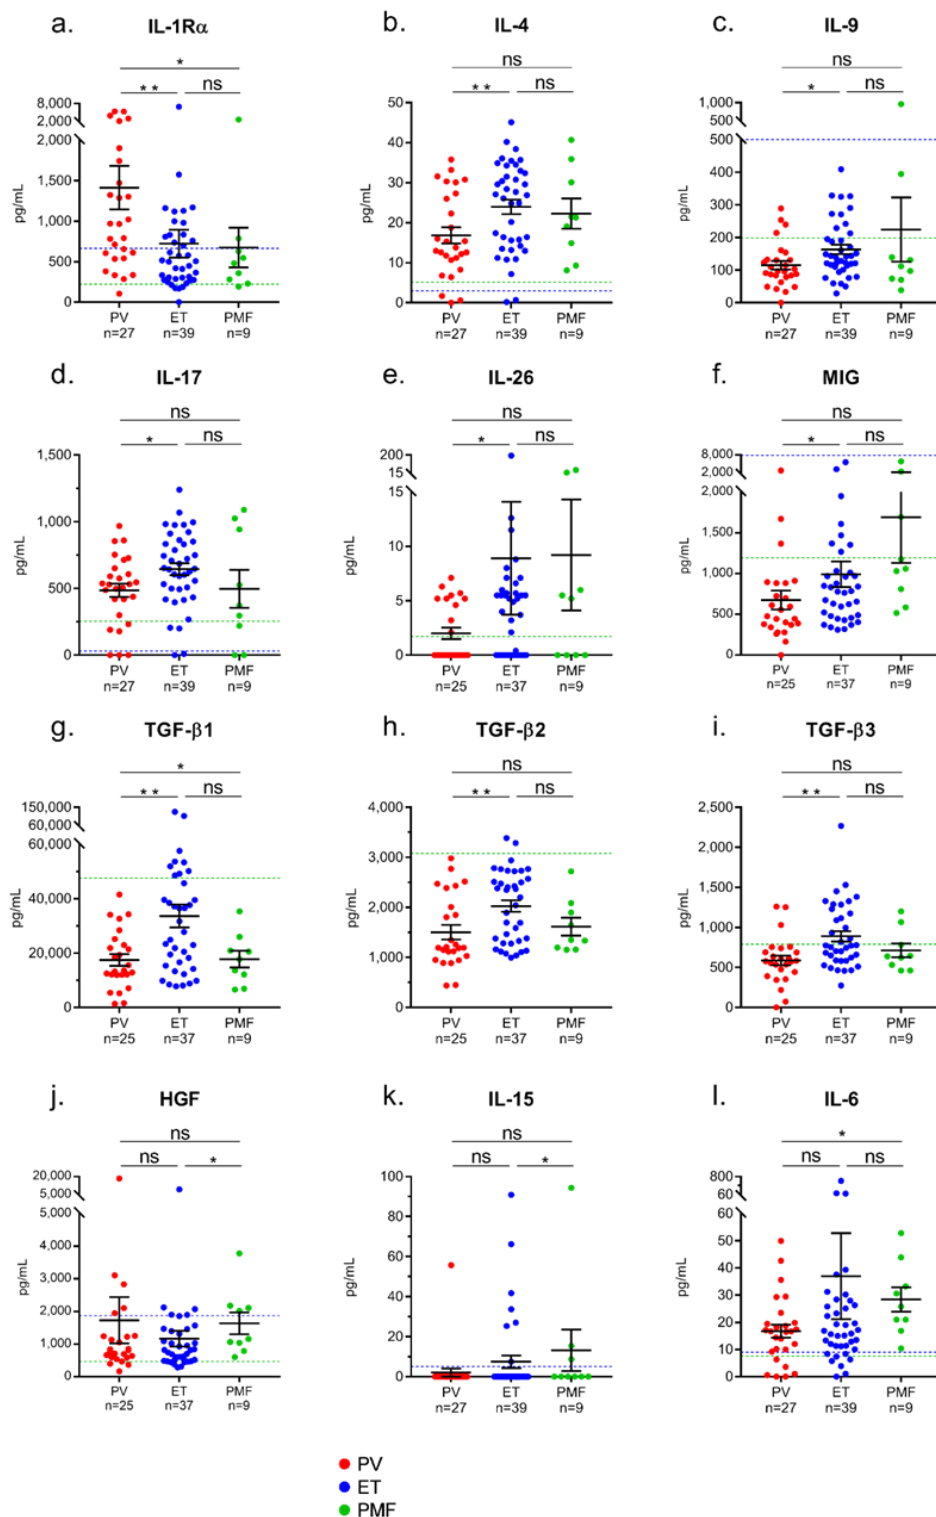 a. IL-1Rα b. IL-4 c. IL-9
* ns ns
** ns ** ns * ns
8,000 50 1,000
2,000 40 500
2,000 30 500
1,500 20 400
1,000 10 300
500 0 200
0 100
0
pg/mL pg/mL pg/mL
PV ET PMF PV ET PMF PV ET PMF
n=27 n=39 n=9 n=27 n=39 n=9 n=27 n=39 n=9
d. IL-17 e. IL-26 f. MIG
ns ns ns
* ns * ns * ns
1,500 200 8,000
1,000 15 2,000
500 15 2,000
0 10 1,500
5 1,000
0 500
0
pg/mL pg/mL pg/mL
PV ET PMF PV ET PMF PV ET PMF
n=27 n=39 n=9 n=25 n=37 n=9 n=25 n=37 n=9
g. TGF-β1 h. TGF-β2 i. TGF-β3
* ns ns
** ns ** ns ** ns
150,000 4,000 2,500
60,000 3,000 2,000
60,000 2,000 1,500
40,000 1,000 1,000
20,000 0 500
0 0
pg/mL pg/mL pg/mL
PV ET PMF PV ET PMF PV ET PMF
n=25 n=37 n=9 n=25 n=37 n=9 n=25 n=37 n=9
j. HGF k. IL-15 l. IL-6
ns ns *
ns * ns * ns ns
20,000 100 800
5,000 80 60
5,000 60 60
4,000 40 50
3,000 20 40
2,000 0 30
1,000 20
0 10
0
pg/mL pg/mL pg/mL
PV ET PMF PV ET PMF PV ET PMF
n=25 n=37 n=9 n=27 n=39 n=9 n=27 n=39 n=9
PV
ET
PMF